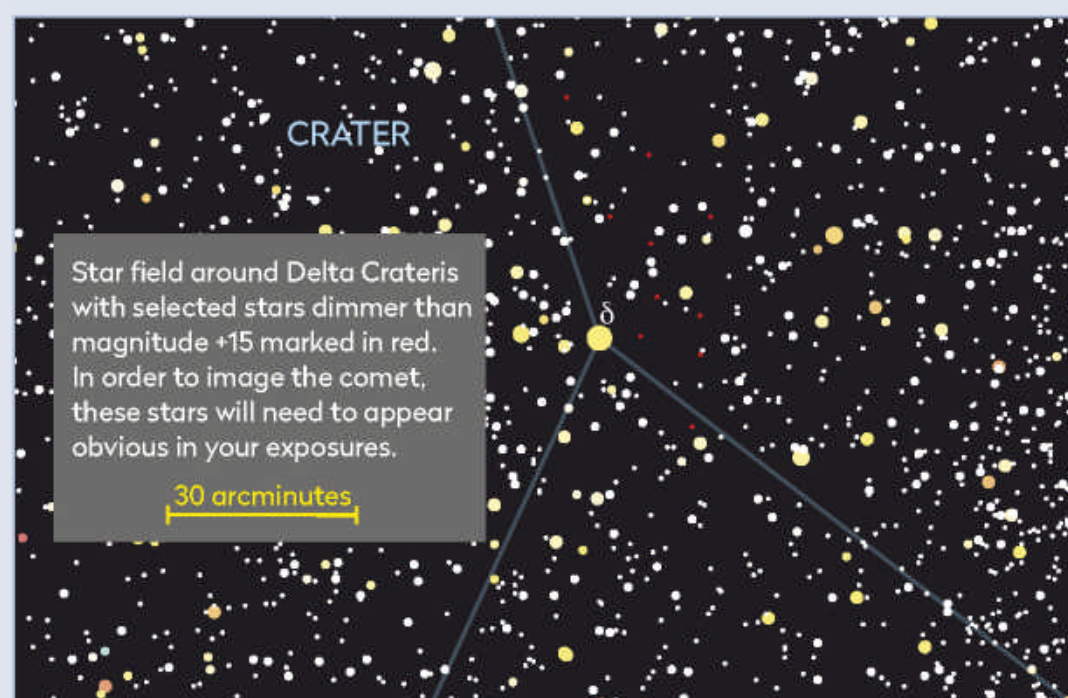 CRATER
Star field around Delta Crateris
with selected stars dimmer than
magnitude +15 marked in red.
In order to image the comet,
these stars will need to appear
obvious in your exposures.
30 arcminutes
δ